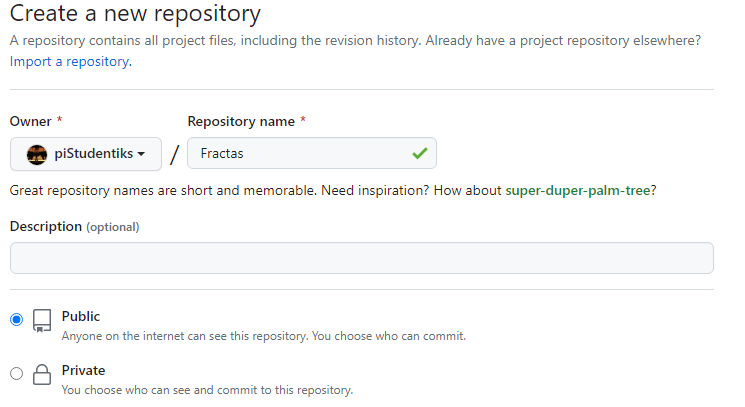 Create a new repository
A repository contains all project files, including the revision history. Already have a project repository elsewhere?
Import a repository.
Owner * Repository name *
piStudentiks / Fractas
Great repository names are short and memorable. Need inspiration? How about super-duper-palm-tree?
Description (optional)
Public
Anyone on the internet can see this repository. You choose who can commit.
Private
You choose who can see and commit to this repository.